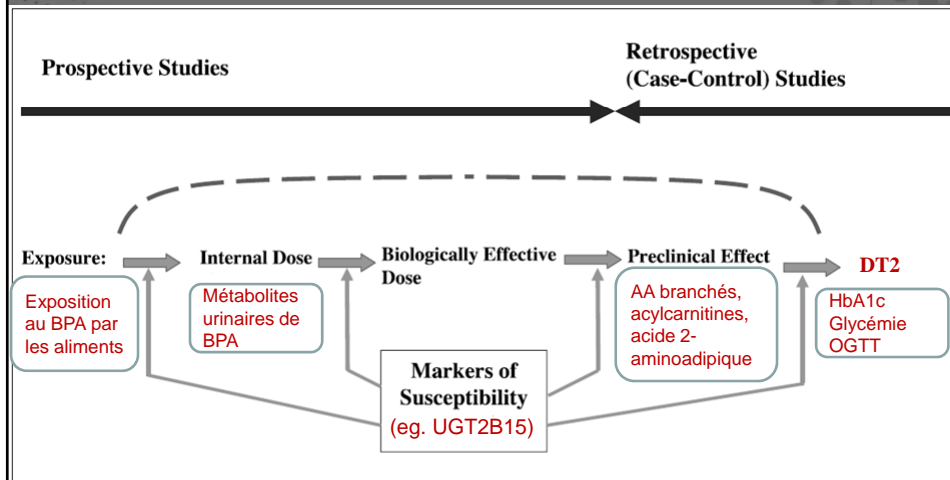 Prospective Studies
Retrospective
(Case-Control) Studies
Exposure:
Exposition
au BPA par
les aliments
Internal Dose
Métabolites
urinaires de
BPA
Biologically Effective
Dose
Preclinical Effect
AA branchés,
acylcarnitines,
acide 2-
aminoadipique
DT2
HbA1c
Glycémie
OGTT
Markers of
Susceptibility
(eg. UGT2B15)